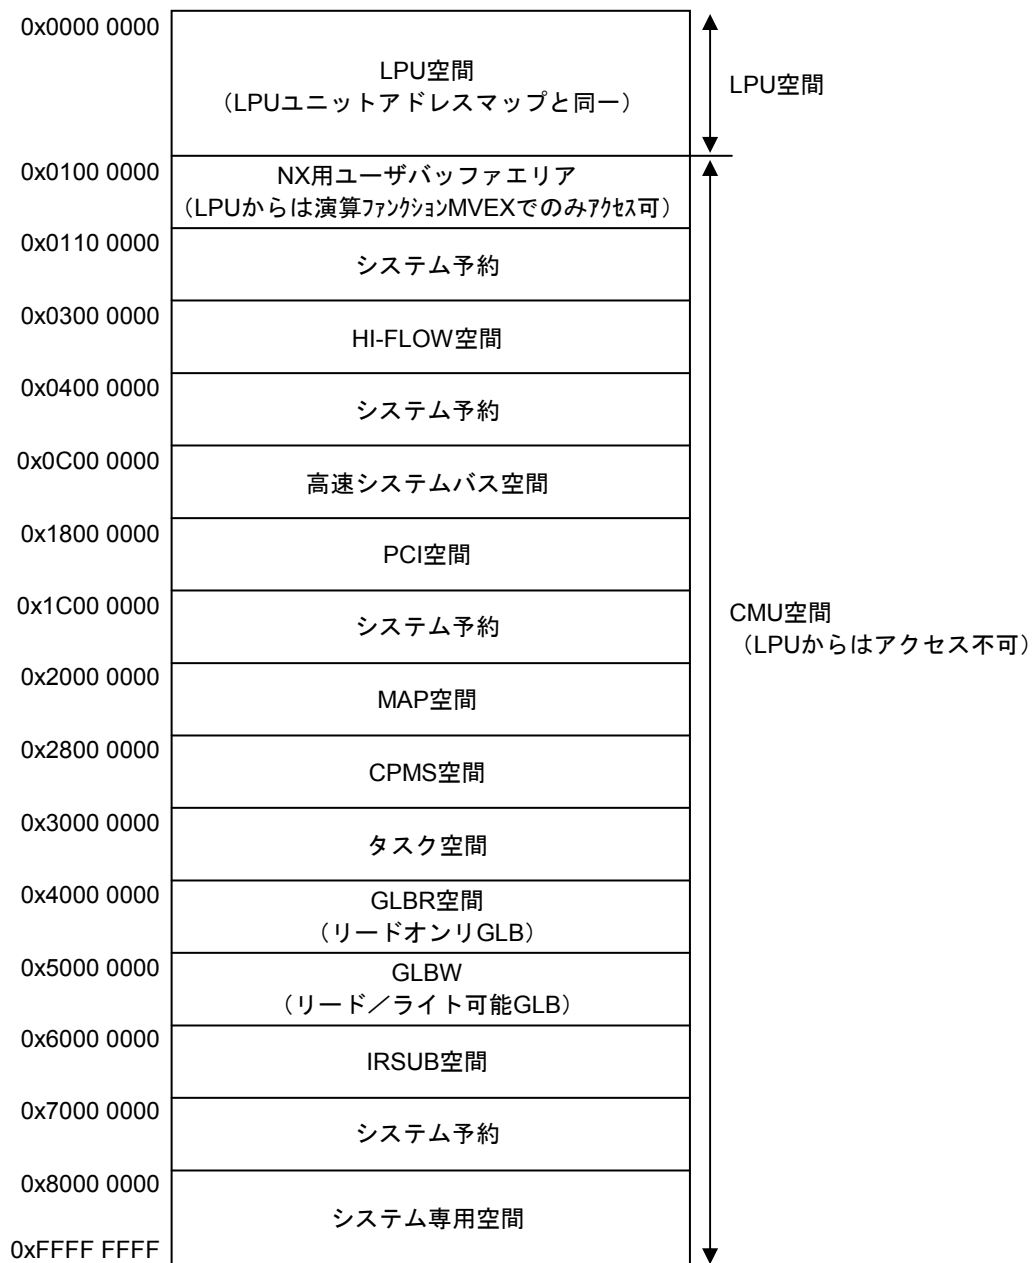 0x0000 0000
LPU空間
(LPUユニットアドレスマップと同一)
LPU空間
0x0100 0000
NX用ユーザバッファエリア
(LPUからは演算ﾌｧﾝｸｼｮﾝMVEXでのみｱｸｾｽ可)
0x0110 0000
システム予約
0x0300 0000
HI-FLOW空間
0x0400 0000
システム予約
0x0C00 0000
高速システムバス空間
0x1800 0000
PCI空間
0x1C00 0000
システム予約
CMU空間
(LPUからはアクセス不可)
0x2000 0000
MAP空間
0x2800 0000
CPMS空間
0x3000 0000
タスク空間
0x4000 0000
GLBR空間
(リードオンリGLB)
0x5000 0000
GLBW
(リード/ライト可能GLB)
0x6000 0000
IRSUB空間
0x7000 0000
システム予約
0x8000 0000
システム専用空間
0xFFFF FFFF